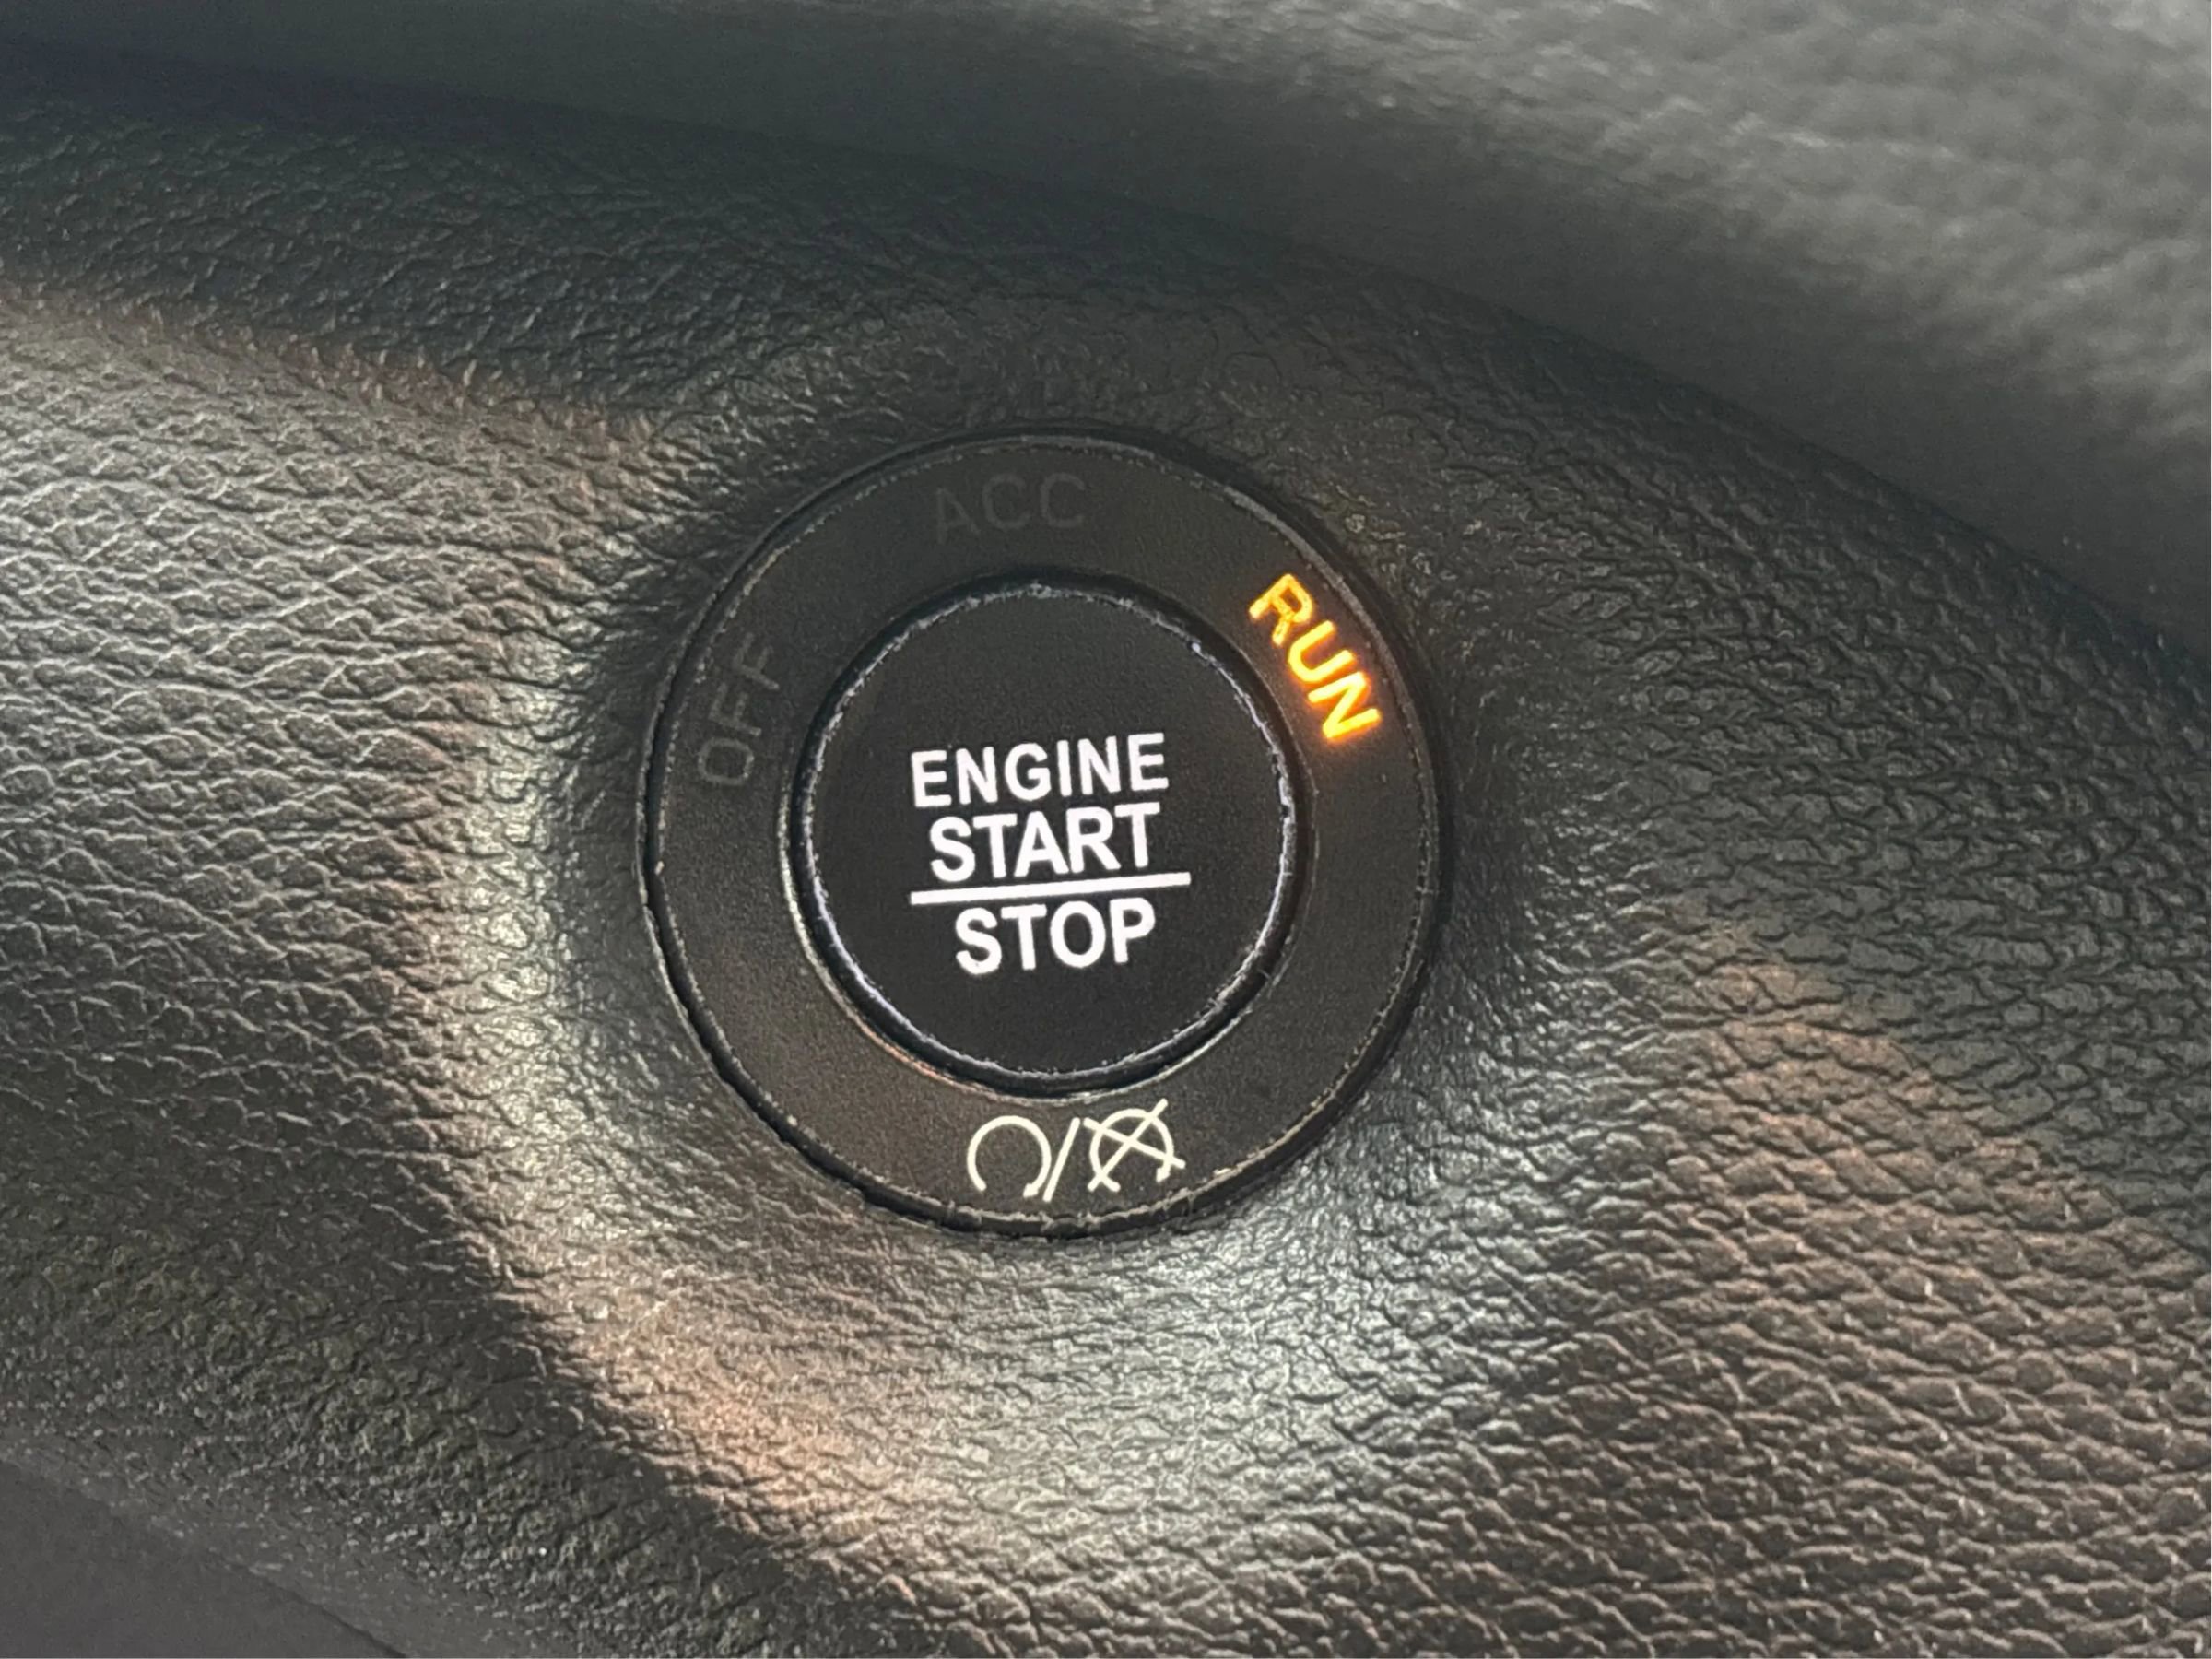 ACC
OFF
RUN
ENGINE
START
STOP